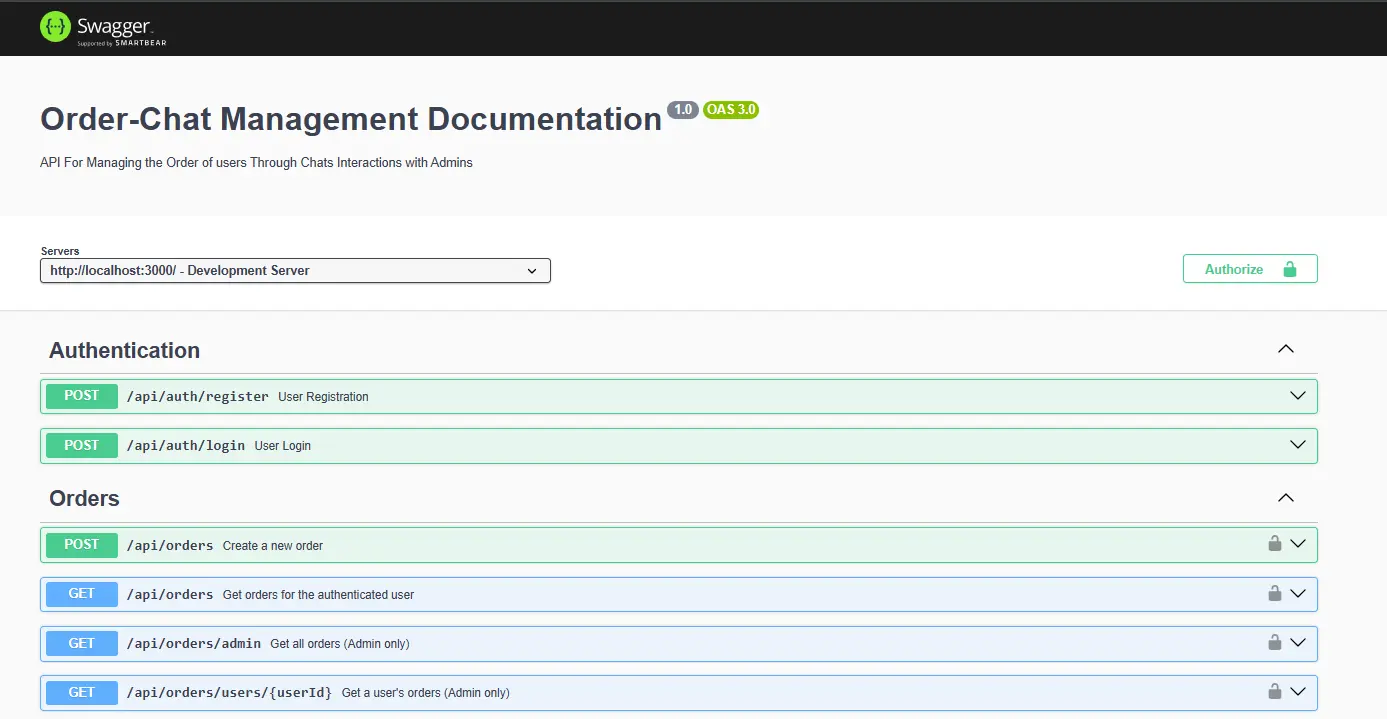 {···} Swagger
Supported by SMARTBEAR
Order-Chat Management Documentation 1.0 OAS 3.0
API For Managing the Order of users Through Chats Interactions with Admins
Servers
http://localhost:3000/ - Development Server
Authorize
Authentication
POST /api/auth/register User Registration
POST /api/auth/login User Login
Orders
POST /api/orders Create a new order
GET /api/orders Get orders for the authenticated user
GET /api/orders/admin Get all orders (Admin only)
GET /api/orders/users/{userId} Get a user's orders (Admin only)